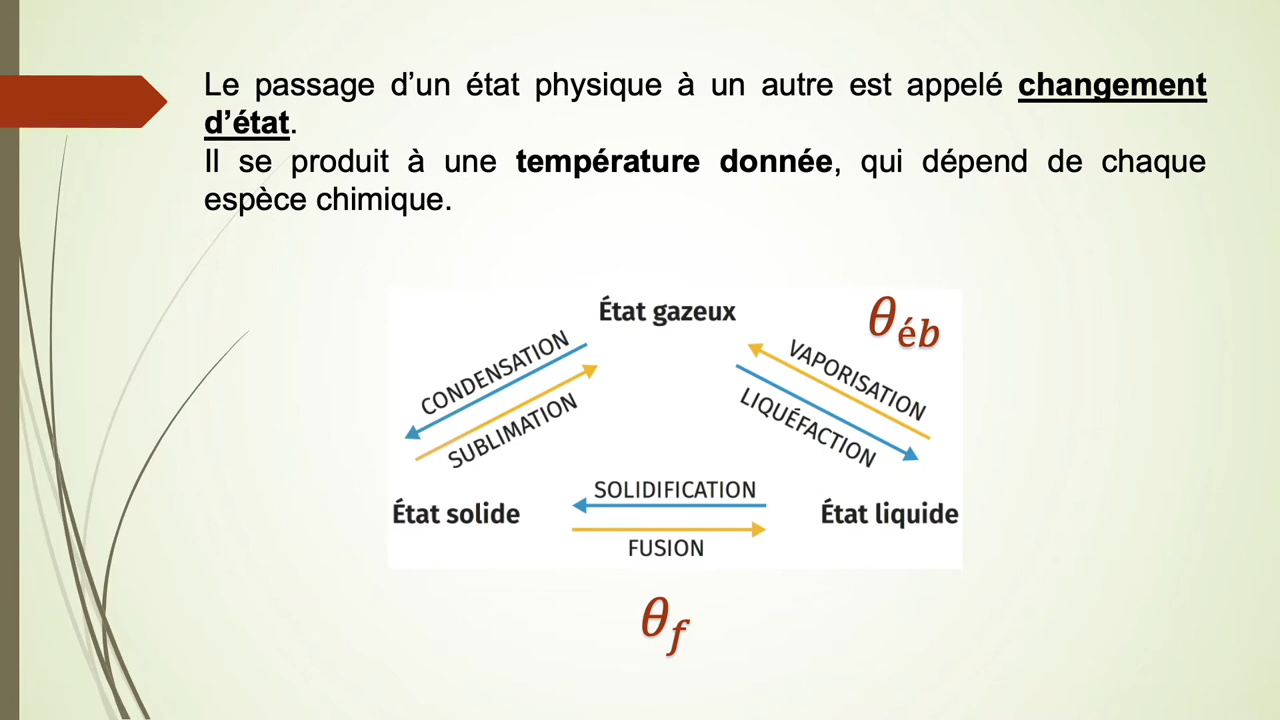 Le passage d’un état physique à un autre est appelé changement
d’état.
Il se produit à une température donnée, qui dépend de chaque
espèce chimique.
État gazeux
θéb
CONDENSATION
SUBLIMATION
VAPORISATION
LIQUÉFACTION
État solide
SOLIDIFICATION
FUSION
État liquide
θf